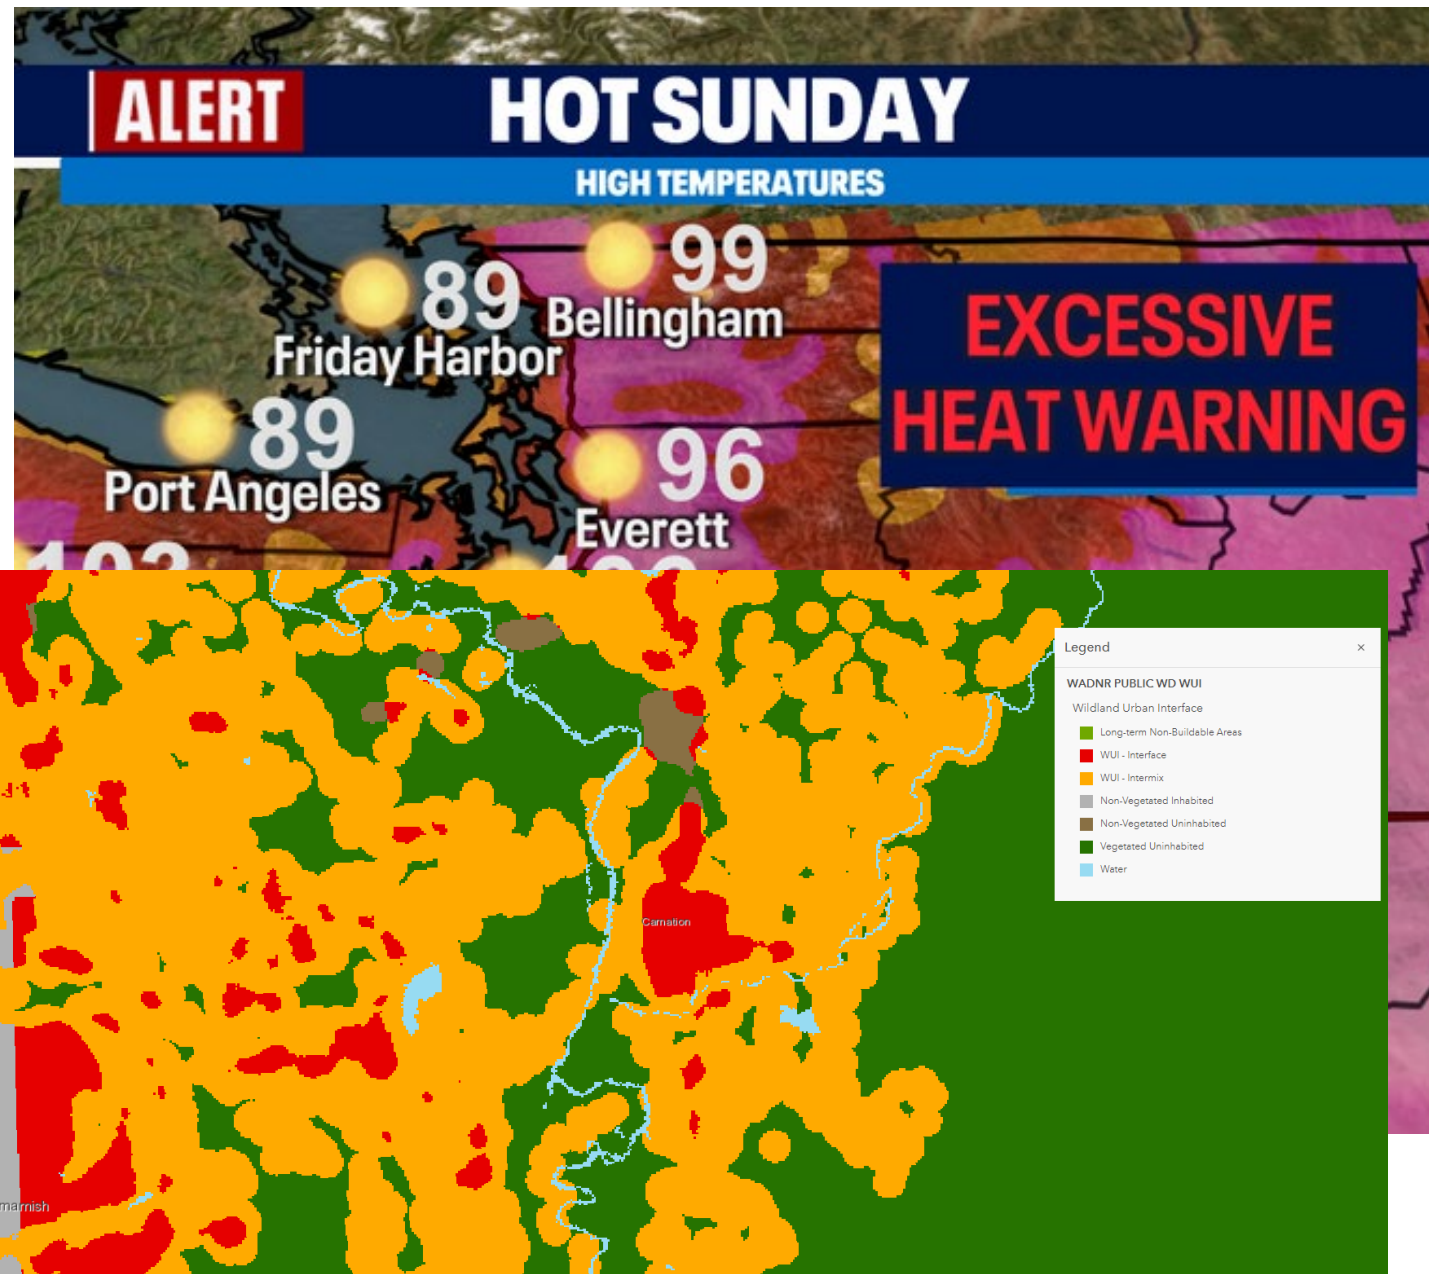 ALERT
HOT SUNDAY
HIGH TEMPERATURES
99
Bellingham
89
Friday Harbor
EXCESSIVE
HEAT WARNING
89
Port Angeles
96
Everett
Legend ×
WADNR PUBLIC WD WUI
Wildland Urban Interface
Long-term Non-Buildable Areas
WUI - Interface
WUI - Intermix
Non-Vegetated Inhabited
Non-Vegetated Uninhabited
Vegetated Uninhabited
Water
Carnation
mamish